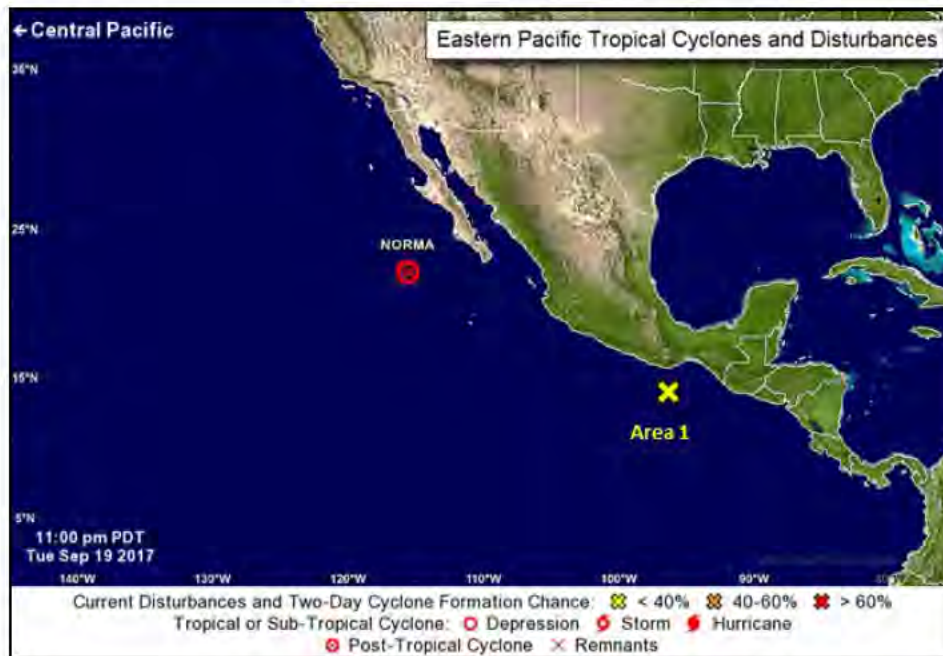 ←Central Pacific
Eastern Pacific Tropical Cyclones and Disturbances
35°N
25°N
NORMA
15°N
Area 1
5°N
11:00 pm PDT
Tue Sep 19 2017
140°W 130°W 120°W 110°W 100°W 90°W
Current Disturbances and Two-Day Cyclone Formation Chance: < 40% 40-60% > 60%
Tropical or Sub-Tropical Cyclone: Depression Storm Hurricane
Post-Tropical Cyclone Remnants